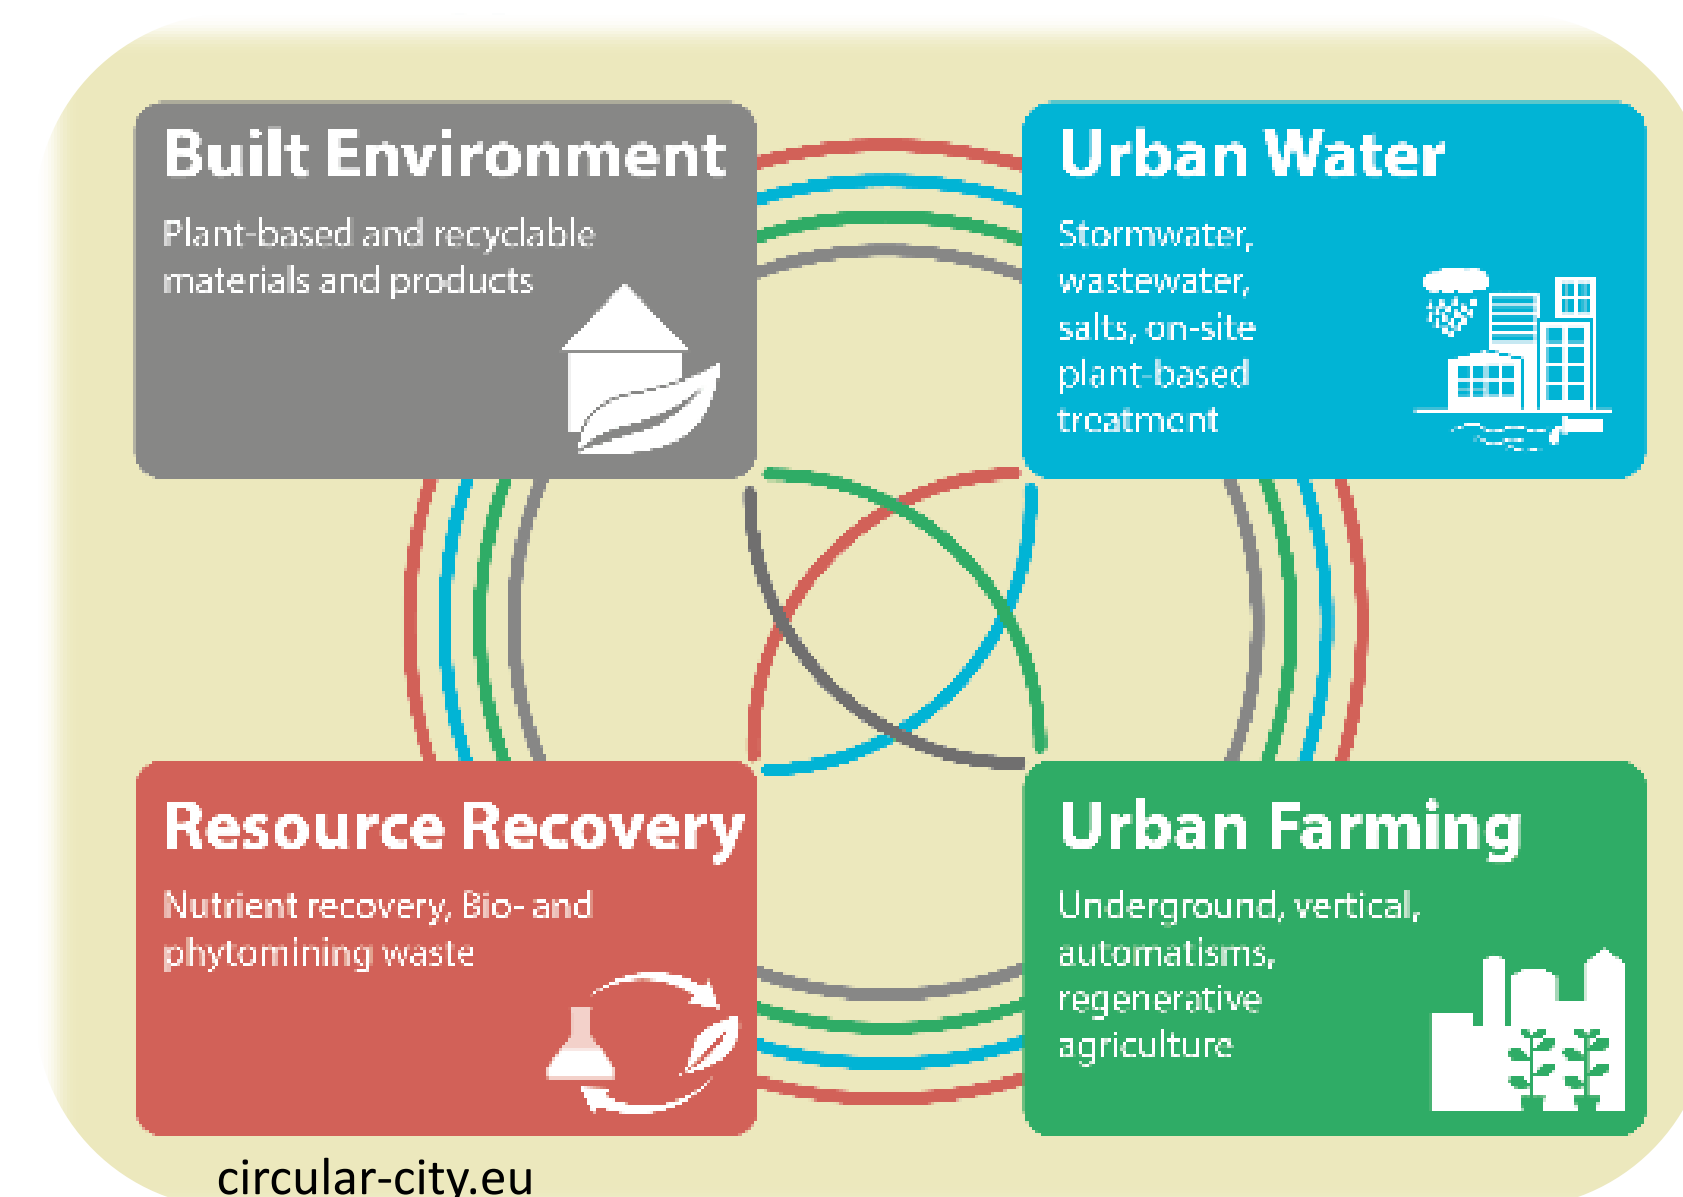 Built Environment
Plant-based and recyclable
materials and products
Urban Water
Stormwater,
wastewater,
salts, on-site
plant-based
treatment
Resource Recovery
Nutrient recovery, Bio- and
phytomining waste
Urban Farming
Underground, vertical,
automatisms,
regenerative
agriculture
circular-city.eu